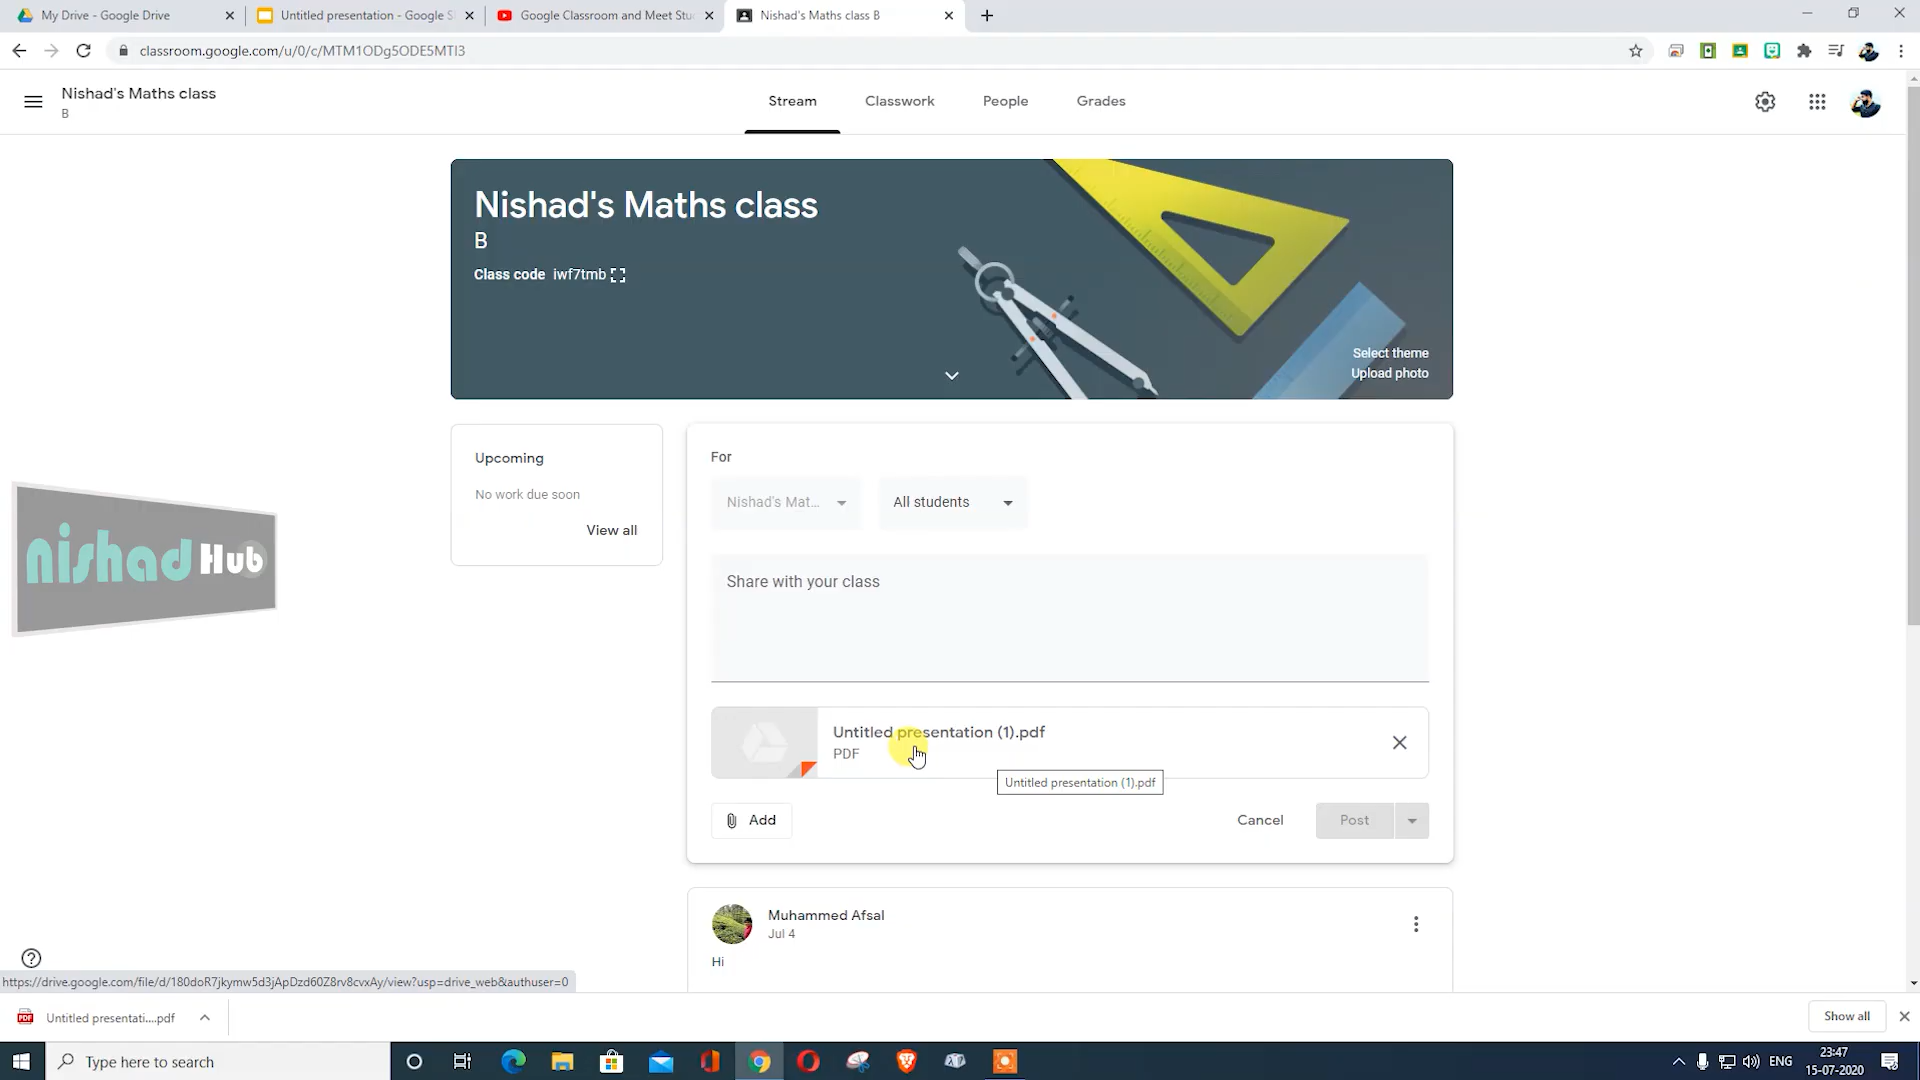 My Drive - Google Drive
Untitled presentation - Google S
Google Classroom and Meet Stu
Nishad's Maths class B
classroom.google.com/u/0/c/MTM1ODg5ODE5MTI3
Nishad's Maths class
B
Stream
Classwork
People
Grades
Nishad's Maths class
B
Class code iwf7tmb
Select theme
Upload photo
Upcoming
No work due soon
View all
For
Nishad's Mat...
All students
Share with your class
Untitled presentation (1).pdf
PDF
Untitled presentation (1).pdf
Add
Cancel
Post
nishad Hub
Muhammed Afsal
Jul 4
Hi
https://drive.google.com/file/d/180doR7jkymw5d3jApDzd60Z8rv8cvxAy/view?usp=drive_web&authuser=0
Untitled presentati....pdf
Show all
Type here to search
ENG
23:47
15-07-2020